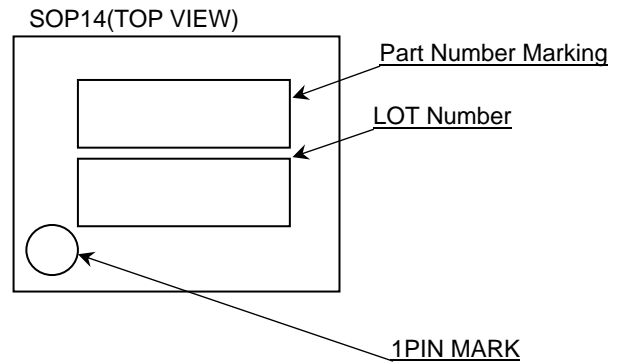 SOP14(TOP VIEW)
Part Number Marking
LOT Number
1PIN MARK